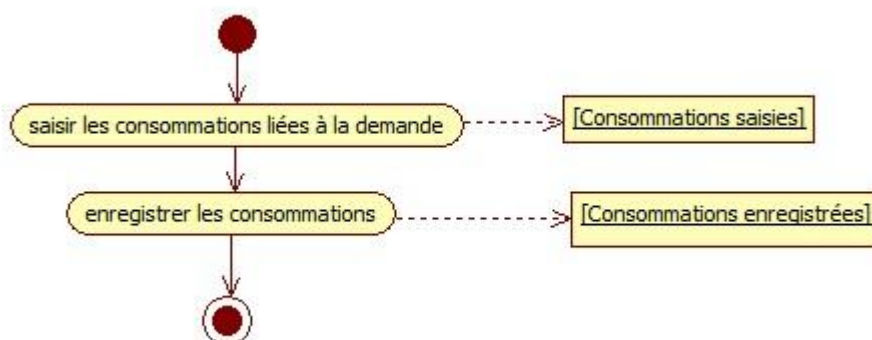 saisir les consommations liées à la demande
[Consommations saisies]
enregistrer les consommations
[Consommations enregistrées]